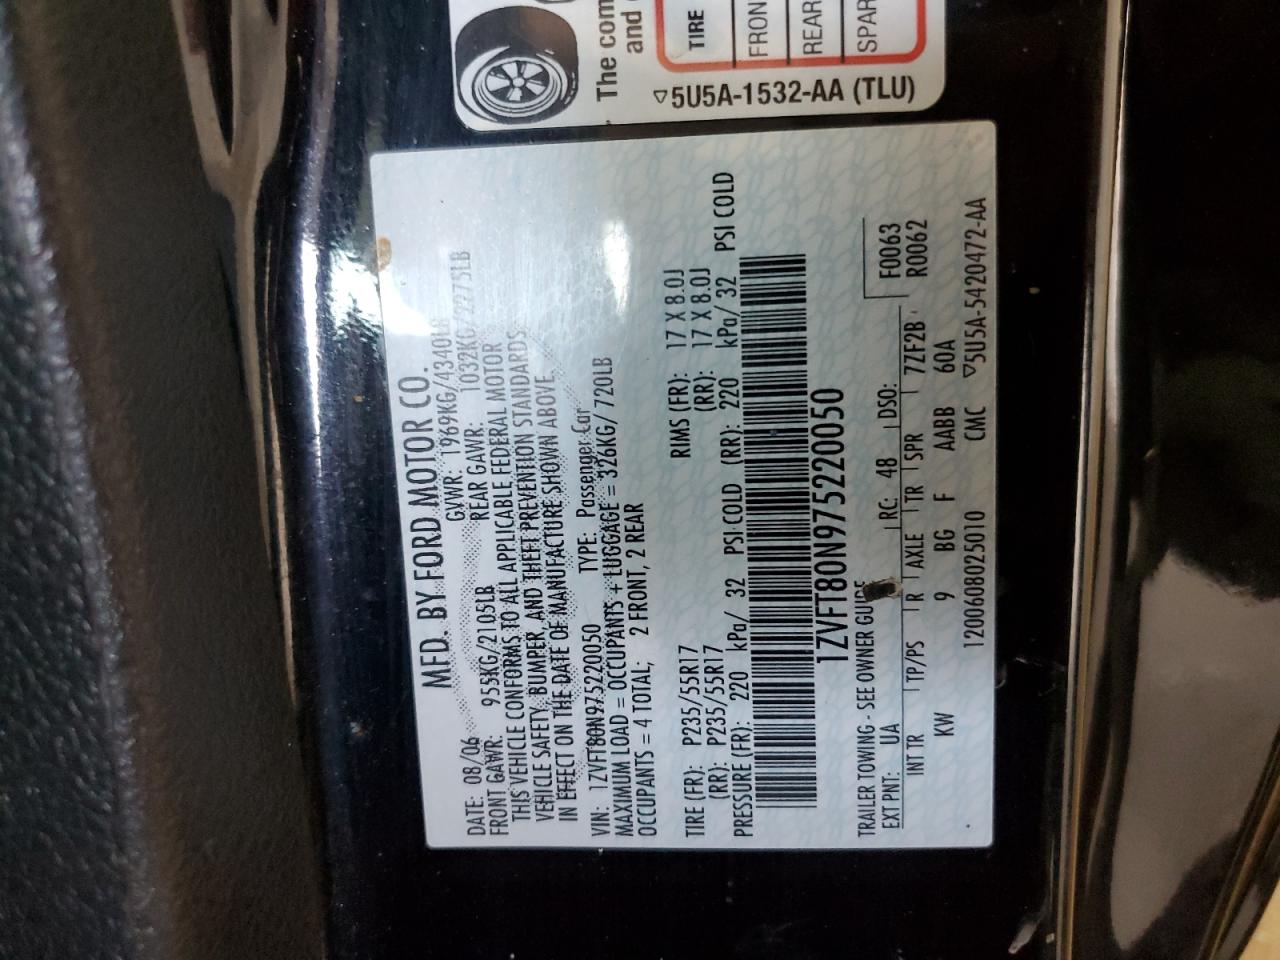 The com
and
TIRE
FRON
REAR
SPAR
5U5A-1532-AA (TLU)
MFD. BY FORD MOTOR CO.
DATE: 08/06 GVWR: 1969KG/4340LB
FRONT GAWR: 955KG/2105LB REAR GAWR: 1032KG/2275LB
THIS VEHICLE CONFORMS TO ALL APPLICABLE FEDERAL MOTOR
VEHICLE SAFETY, BUMPER, AND THEFT PREVENTION STANDARDS
IN EFFECT ON THE DATE OF MANUFACTURE SHOWN ABOVE.
VIN: 1ZVFT80N975220050 TYPE: Passenger Car
MAXIMUM LOAD = OCCUPANTS + LUGGAGE = 326KG/ 720LB
OCCUPANTS = 4 TOTAL; 2 FRONT, 2 REAR
TIRE (FR): P235/55R17 RIMS (FR): 17 X 8.0J
(RR): P235/55R17 (RR): 17 X 8.0J
PRESSURE (FR): 220 kPa/ 32 PSI COLD (RR): 220 kPa/ 32 PSI COLD
1ZVFT80N975220050
TRAILER TOWING - SEE OWNER GUIDE
EXT PNT: UA RC: 48 DSO: F0063
INT TR TP/PS R AXLE TR SPR 7ZF2B R0062
KW 9 BG F AABB 60A
120060B025010 CMC 5U5A-5420472-AA